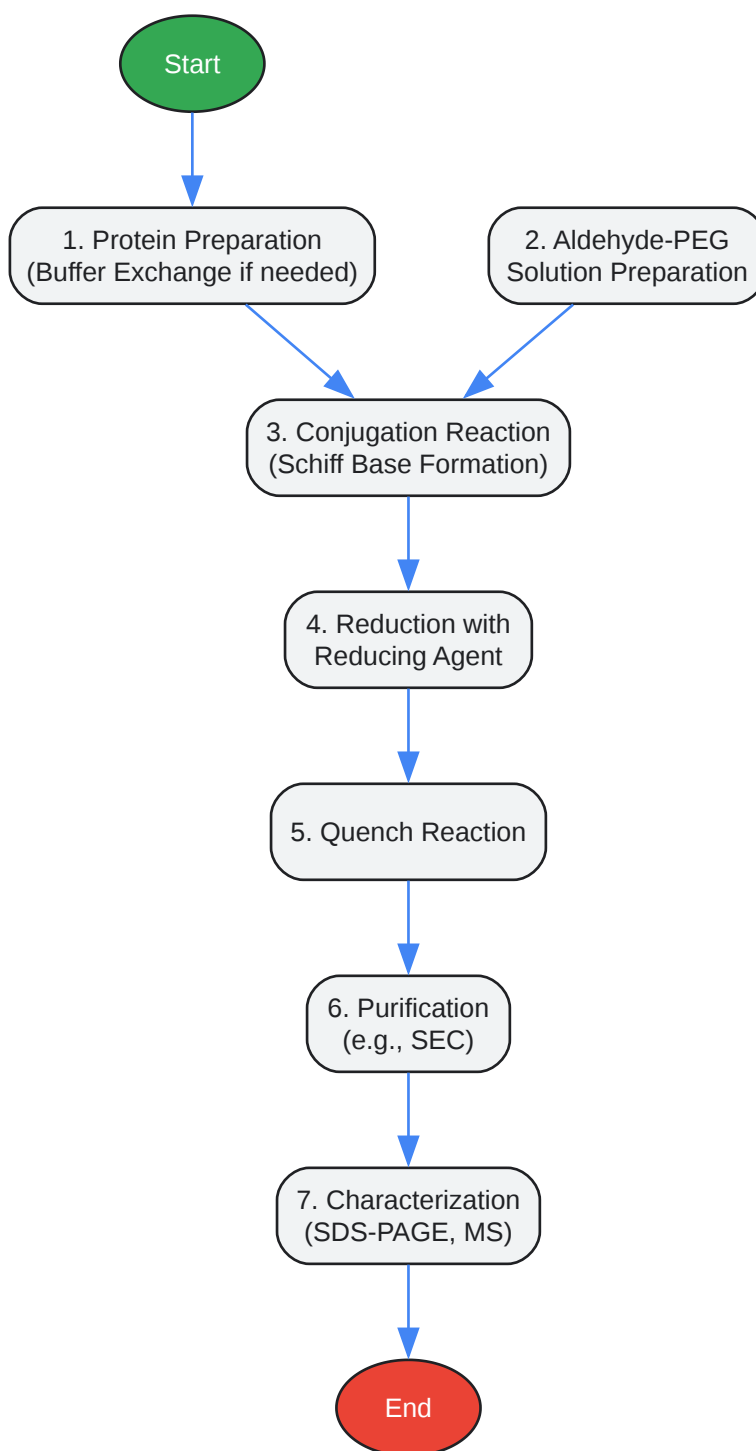 Start
1. Protein Preparation
(Buffer Exchange if needed)
2. Aldehyde-PEG
Solution Preparation
3. Conjugation Reaction
(Schiff Base Formation)
4. Reduction with
Reducing Agent
5. Quench Reaction
6. Purification
(e.g., SEC)
7. Characterization
(SDS-PAGE, MS)
End